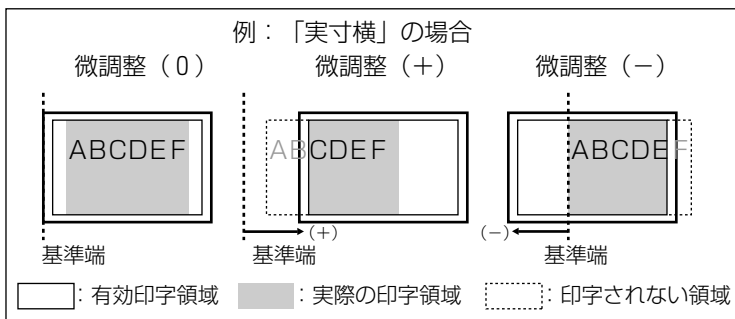 例：「実寸横」の場合
微調整（０） 微調整（＋） 微調整（－）
ABCDEF ABCDEF ABCDEF
（＋） （－）
基準端 基準端 基準端
：有効印字領域 ：実際の印字領域 ：印字されない領域